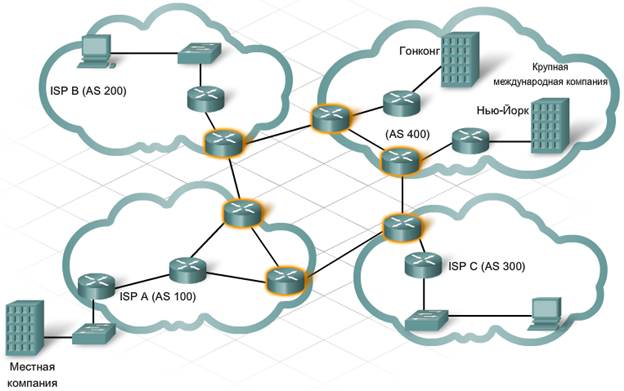 ISP B (AS 200)
Гонконг
Крупная
международная компания
Нью-Йорк
(AS 400)
ISP A (AS 100)
ISP C (AS 300)
Местная
компания